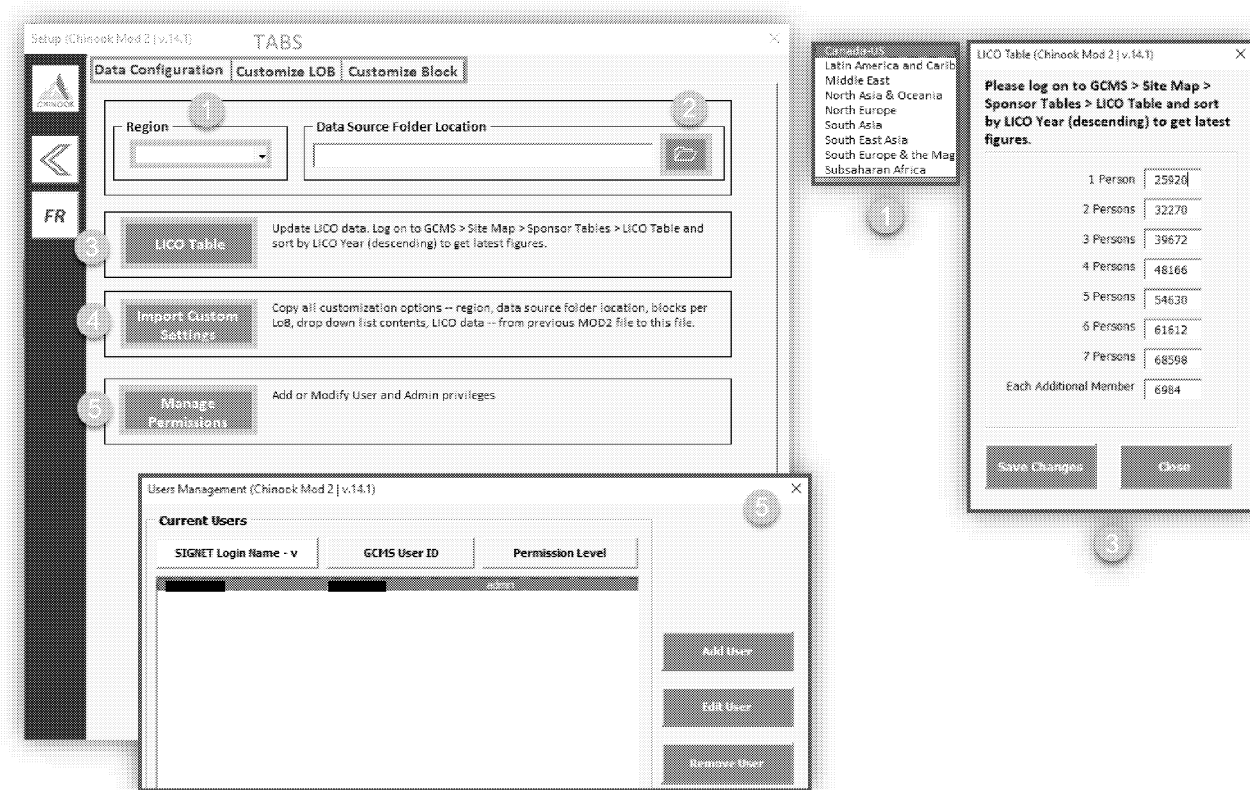 Setup (Chinook Mod 2 | v.14.1)
TABS
CHINOOK
FR
Data Configuration
Customize LOB
Customize Block
1
Region
2
Data Source Folder Location
3
LICO Table
Update LICO data. Log on to GCMS > Site Map > Sponsor Tables > LICO Table and
sort by LICO Year (descending) to get latest figures.
4
Import Custom
Settings
Copy all customization options -- region, data source folder location, blocks per
LoB, drop down list contents, LICO data -- from previous MOD2 file to this file.
5
Manage
Permissions
Add or Modify User and Admin privileges
Users Management (Chinook Mod 2 | v.14.1)
5
Current Users
SIGNET Login Name - v
GCMS User ID
Permission Level
admin
Add User
Edit User
Remove User
Canada-US
Latin America and Carib
Middle East
North Asia & Oceania
North Europe
South Asia
South East Asia
South Europe & the Mag
Subsaharan Africa
1
LICO Table (Chinook Mod 2 | v.14.1)
Please log on to GCMS > Site Map >
Sponsor Tables > LICO Table and sort
by LICO Year (descending) to get latest
figures.
1 Person 25920
2 Persons 32270
3 Persons 39672
4 Persons 48166
5 Persons 54630
6 Persons 61612
7 Persons 68598
Each Additional Member 6984
Save Changes
Close
3